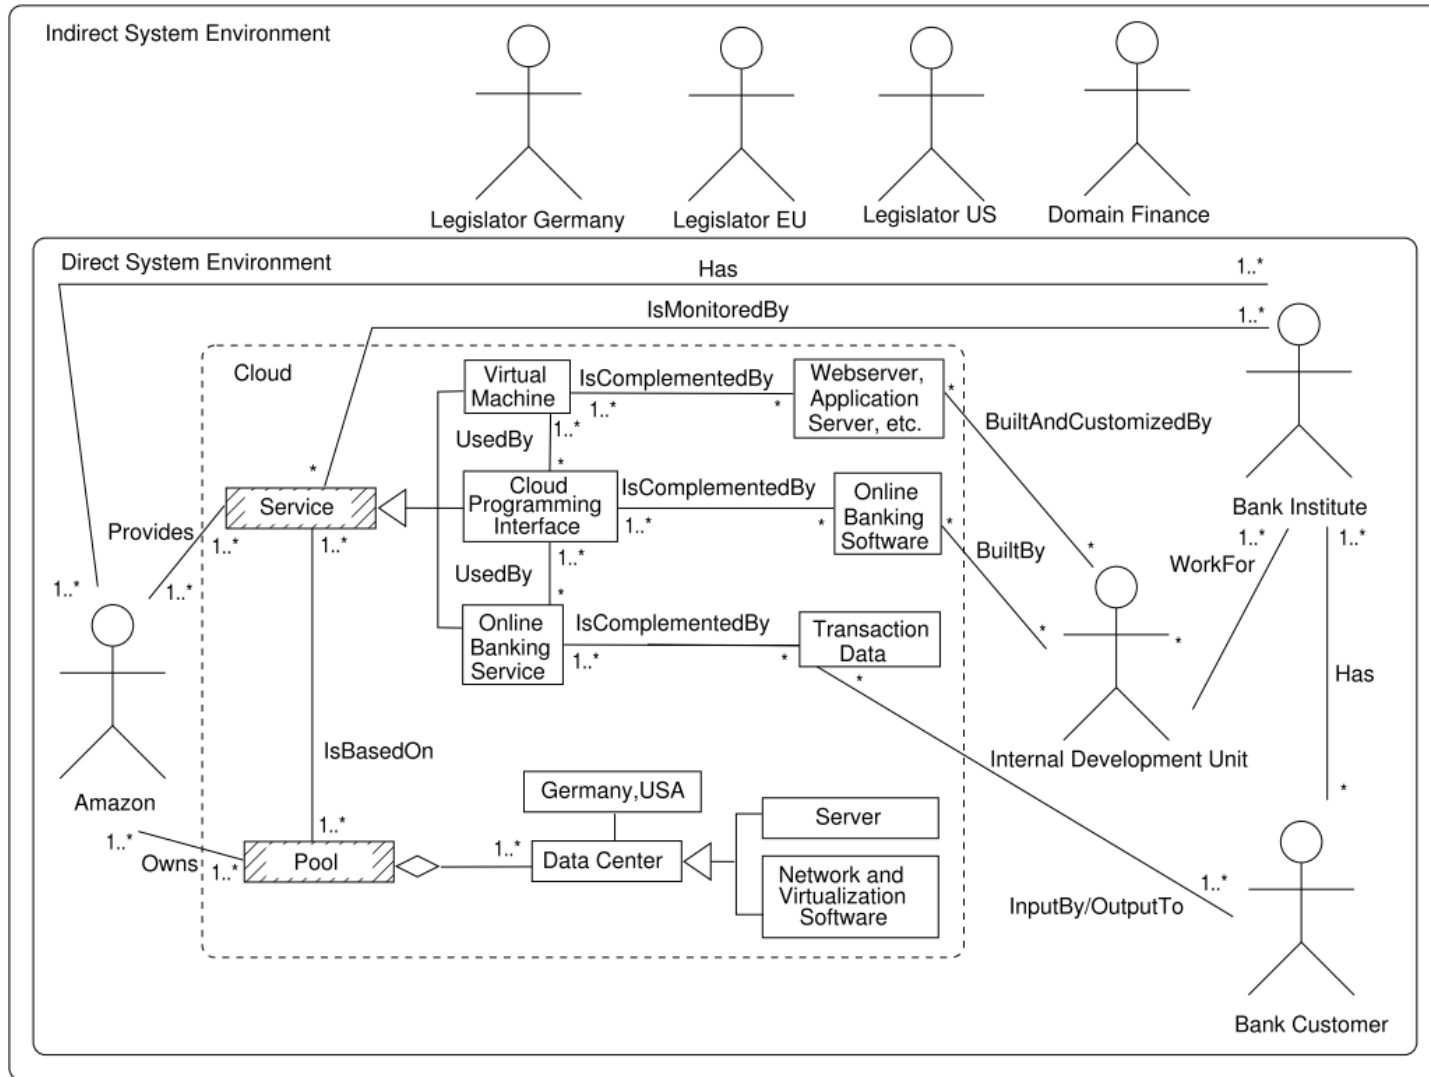 Indirect System Environment
Legislator Germany
Legislator EU
Legislator US
Domain Finance
Direct System Environment
Has
1..*
1..*
IsMonitoredBy
1..*
*
Cloud
Virtual
Machine
IsComplementedBy
1..*
*
Webserver,
Application
Server, etc.
*
BuiltAndCustomizedBy
*
UsedBy
1..*
*
Service
Cloud
Programming
Interface
IsComplementedBy
1..*
*
Online
Banking
Software
*
BuiltBy
*
Bank Institute
Provides
1..*
1..*
1..*
UsedBy
1..*
*
Online
Banking
Service
IsComplementedBy
1..*
*
Transaction
Data
*
WorkFor
1..*
*
1..*
Has
*
Internal Development Unit
Amazon
IsBasedOn
1..*
Owns
1..*
1..*
Pool
1..*
Germany,USA
Data Center
Server
Network and
Virtualization
Software
InputBy/OutputTo
1..*
Bank Customer